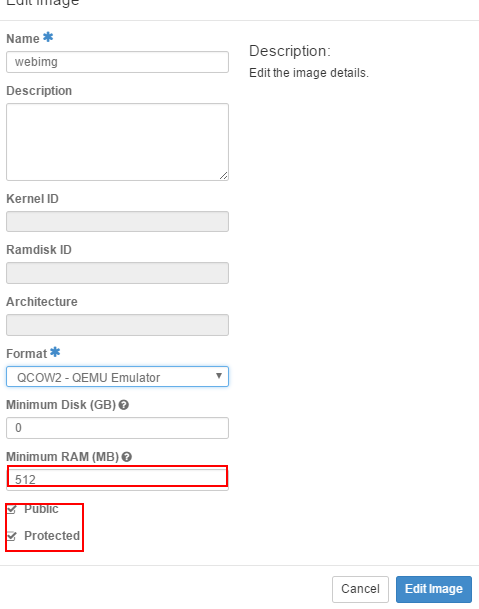 Edit Image
Name *
webimg
Description:
Edit the image details.
Description
Kernel ID
Ramdisk ID
Architecture
Format *
QCOW2 - QEMU Emulator
Minimum Disk (GB)
0
Minimum RAM (MB)
512
Public
Protected
Cancel
Edit Image